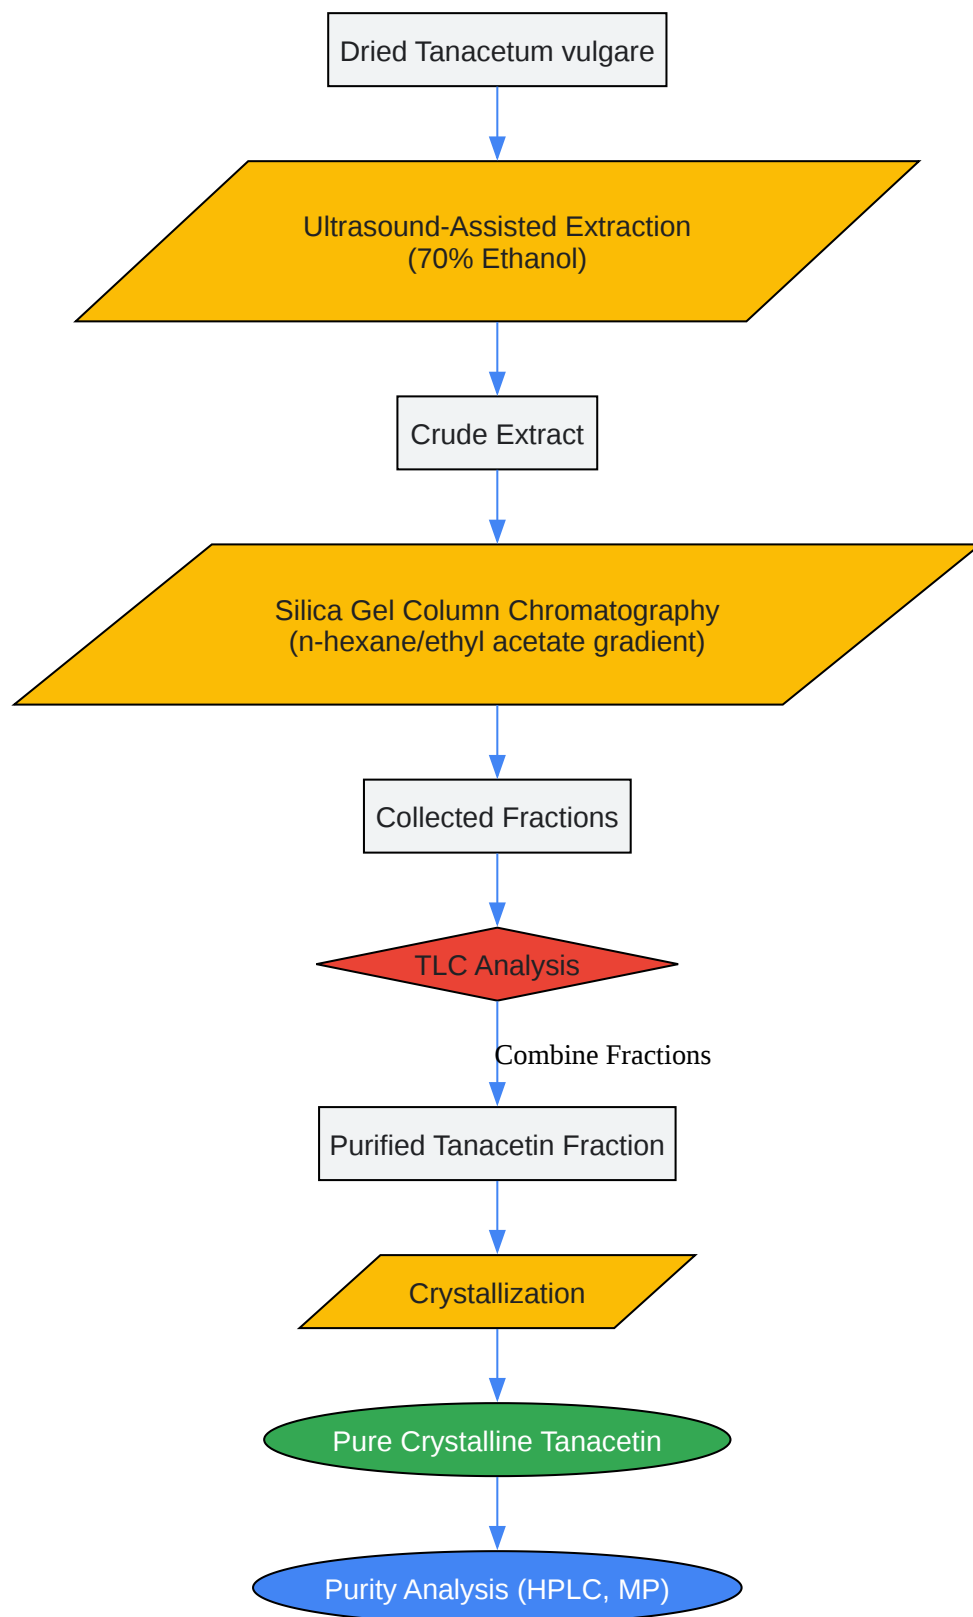 Dried Tanacetum vulgare
Ultrasound-Assisted Extraction
(70% Ethanol)
Crude Extract
Silica Gel Column Chromatography
(n-hexane/ethyl acetate gradient)
Collected Fractions
TLC Analysis
Combine Fractions
Purified Tanacetin Fraction
Crystallization
Pure Crystalline Tanacetin
Purity Analysis (HPLC, MP)